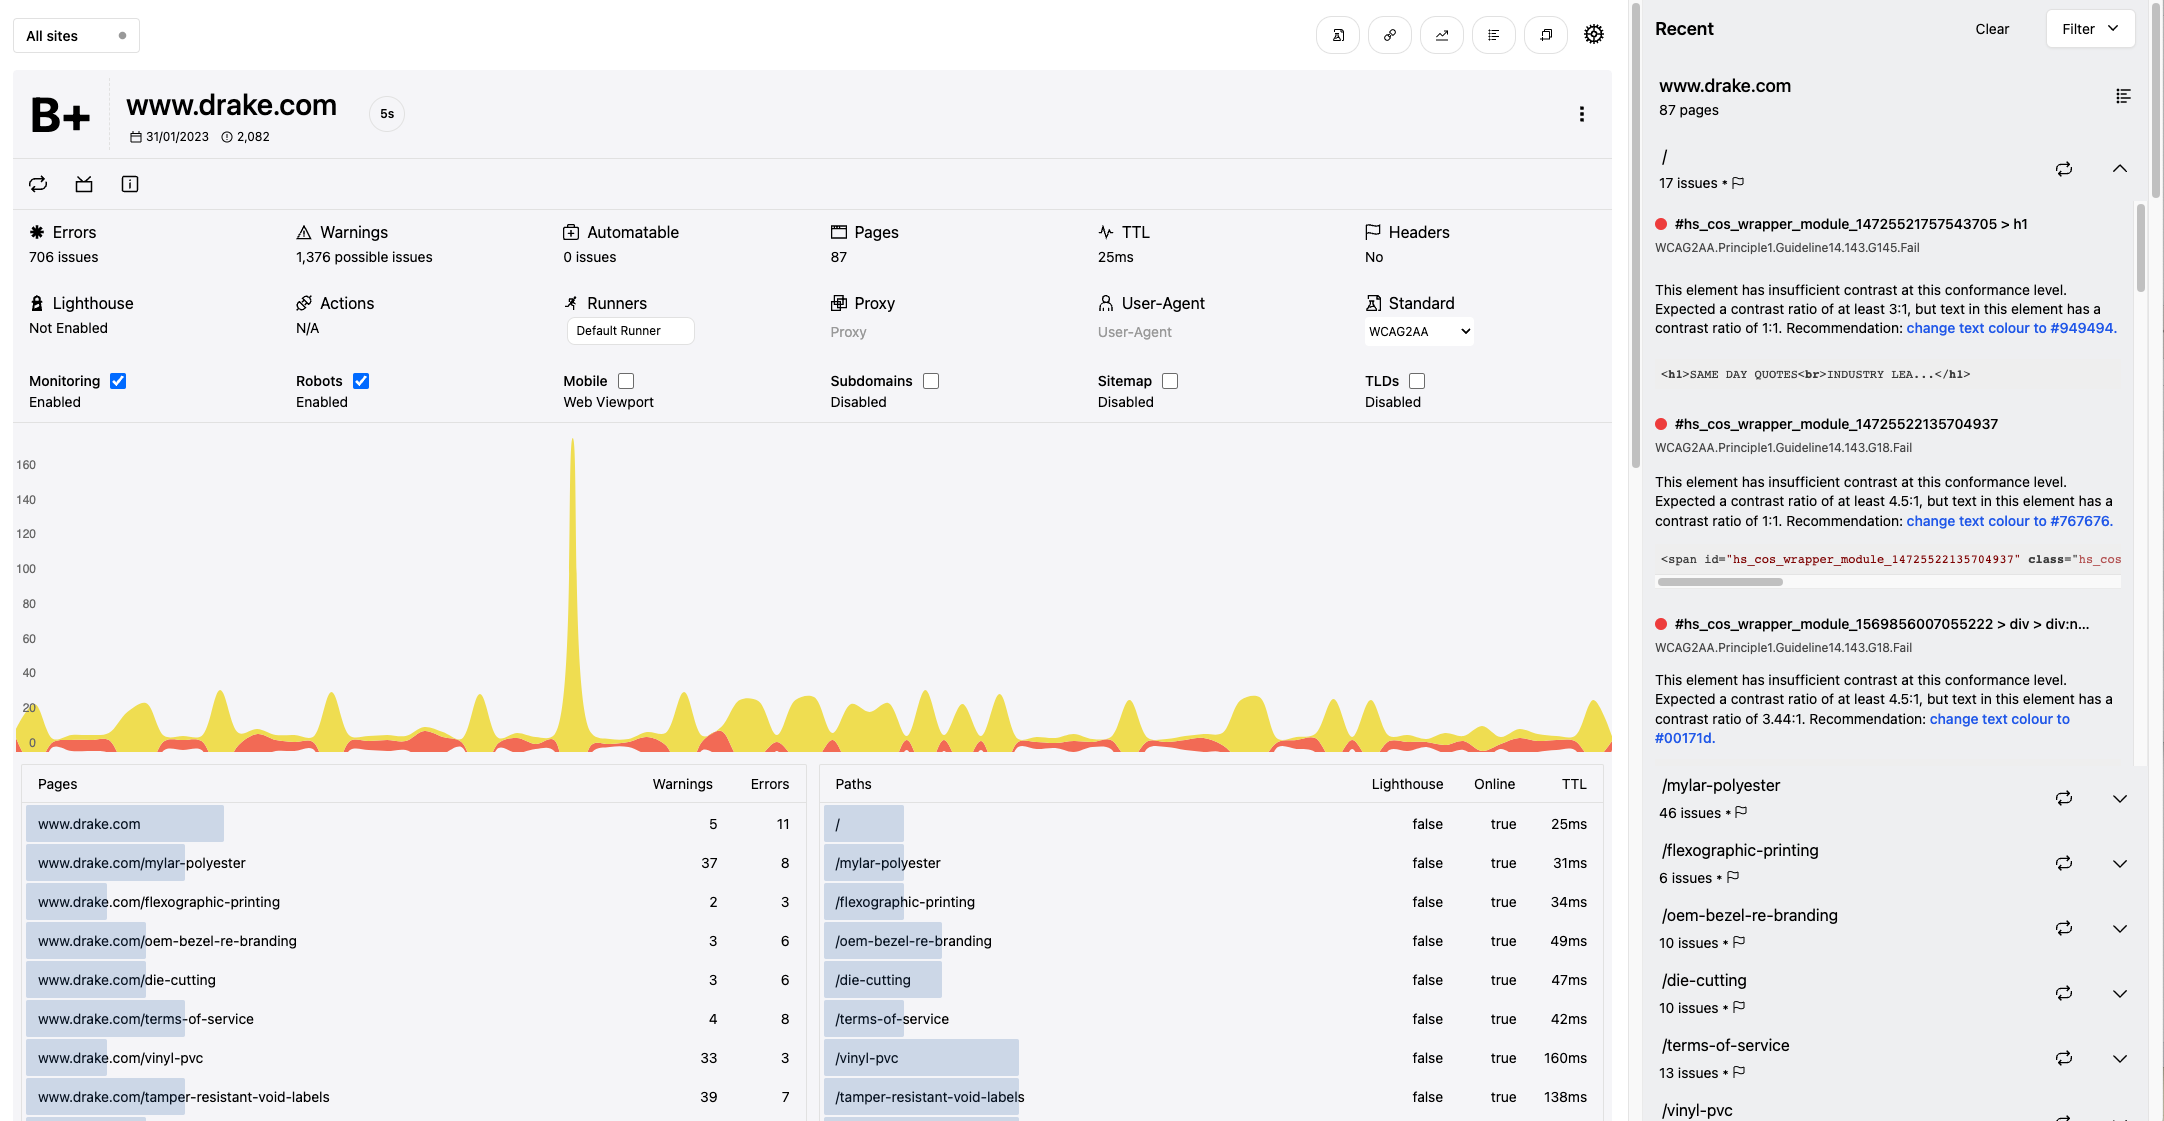 All sites
B+
www.drake.com
5s
31/01/2023 2,082
Errors
706 issues
Warnings
1,376 possible issues
Automatable
0 issues
Pages
87
TTL
25ms
Headers
No
Lighthouse
Not Enabled
Actions
N/A
Runners
Default Runner
Proxy
Proxy
User-Agent
User-Agent
Standard
WCAG2AA
Monitoring
Enabled
Robots
Enabled
Mobile
Web Viewport
Subdomains
Disabled
Sitemap
Disabled
TLDs
Disabled
160
140
120
100
80
60
40
20
0
Pages Warnings Errors
www.drake.com 5 11
www.drake.com/mylar-polyester 37 8
www.drake.com/flexographic-printing 2 3
www.drake.com/oem-bezel-re-branding 3 6
www.drake.com/die-cutting 3 6
www.drake.com/terms-of-service 4 8
www.drake.com/vinyl-pvc 33 3
www.drake.com/tamper-resistant-void-labels 39 7
Paths Lighthouse Online TTL
/ false true 25ms
/mylar-polyester false true 31ms
/flexographic-printing false true 34ms
/oem-bezel-re-branding false true 49ms
/die-cutting false true 47ms
/terms-of-service false true 42ms
/vinyl-pvc false true 160ms
/tamper-resistant-void-labels false true 138ms
Recent Clear Filter
www.drake.com
87 pages
/
17 issues •
#hs_cos_wrapper_module_14725521757543705 > h1
WCAG2AA.Principle1.Guideline14.143.G145.Fail
This element has insufficient contrast at this conformance level.
Expected a contrast ratio of at least 3:1, but text in this element has a
contrast ratio of 1:1. Recommendation: change text colour to #949494.
<h1>SAME DAY QUOTES<br>INDUSTRY LEA...</h1>
#hs_cos_wrapper_module_14725522135704937
WCAG2AA.Principle1.Guideline14.143.G18.Fail
This element has insufficient contrast at this conformance level.
Expected a contrast ratio of at least 4.5:1, but text in this element has a
contrast ratio of 1:1. Recommendation: change text colour to #767676.
<span id="hs_cos_wrapper_module_14725522135704937" class="hs_cos
#hs_cos_wrapper_module_1569856007055222 > div > div:n...
WCAG2AA.Principle1.Guideline14.143.G18.Fail
This element has insufficient contrast at this conformance level.
Expected a contrast ratio of at least 4.5:1, but text in this element has a
contrast ratio of 3.44:1. Recommendation: change text colour to
#00171d.
/mylar-polyester
46 issues •
/flexographic-printing
6 issues •
/oem-bezel-re-branding
10 issues •
/die-cutting
10 issues •
/terms-of-service
13 issues •
/vinyl-pvc